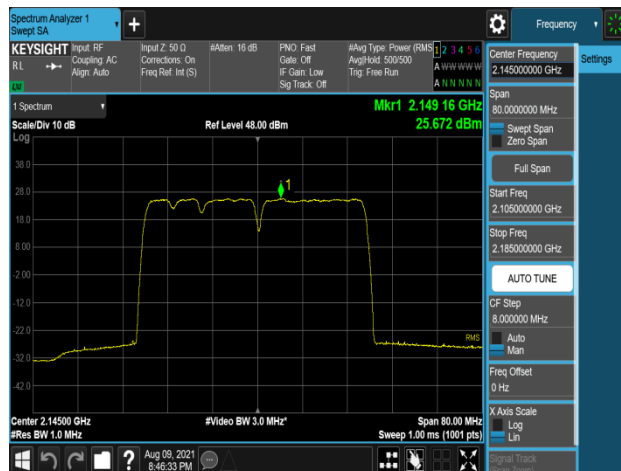 Spectrum Analyzer 1
Swept SA
Frequency
KEYSIGHT
RL
Input: RF
Coupling: AC
Align: Auto
Input Z: 50 Ω
Corrections: On
Freq Ref: Int (S)
#Atten: 16 dB
PNO: Fast
Gate: Off
IF Gain: Low
Sig Track: Off
#Avg Type: Power (RMS
Avg|Hold: 500/500
Trig: Free Run
1 2 3 4 5 6
A W W W W W
A N N N N N
LXI
1 Spectrum
Mkr1 2.149 16 GHz
Scale/Div 10 dB
Ref Level 48.00 dBm
25.672 dBm
Log
38.0
28.0
18.0
8.00
-2.00
-12.0
-22.0
-32.0
-42.0
1
RMS
Center 2.14500 GHz
#Video BW 3.0 MHz*
Span 80.00 MHz
#Res BW 1.0 MHz
Sweep 1.00 ms (1001 pts)
?
Aug 09, 2021
8:46:33 PM
Center Frequency
2.145000000 GHz
Settings
Span
80.0000000 MHz
Swept Span
Zero Span
Full Span
Start Freq
2.105000000 GHz
Stop Freq
2.185000000 GHz
AUTO TUNE
CF Step
8.000000 MHz
Auto
Man
Freq Offset
0 Hz
X Axis Scale
Log
Lin
Signal Track
(Span Zoom)